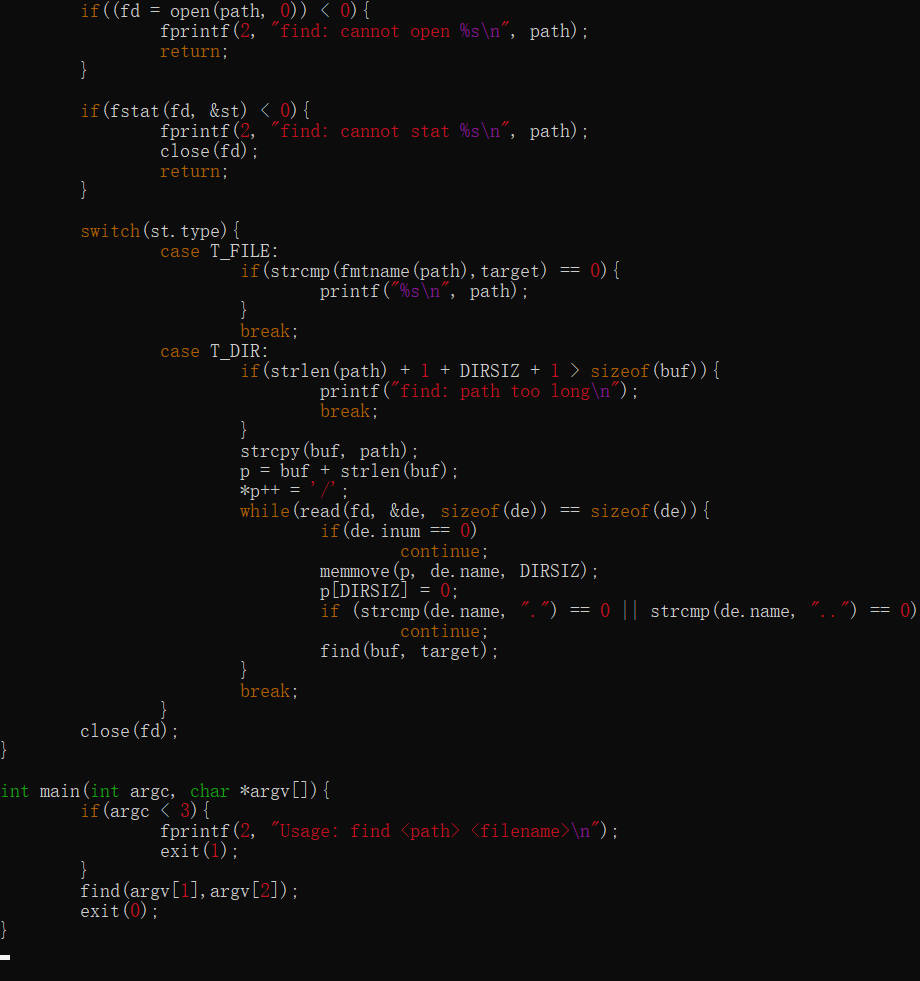 if((fd = open(path, 0)) < 0){
                fprintf(2, "find: cannot open %s\n", path);
                return;
        }

        if(fstat(fd, &st) < 0){
                fprintf(2, "find: cannot stat %s\n", path);
                close(fd);
                return;
        }

        switch(st.type){
                case T_FILE:
                        if(strcmp(fmtname(path),target) == 0){
                                printf("%s\n", path);
                        }
                        break;
                case T_DIR:
                        if(strlen(path) + 1 + DIRSIZ + 1 > sizeof(buf)){
                                printf("find: path too long\n");
                                break;
                        }
                        strcpy(buf, path);
                        p = buf + strlen(buf);
                        *p++ = '/';
                        while(read(fd, &de, sizeof(de)) == sizeof(de)){
                                if(de.inum == 0)
                                        continue;
                                memmove(p, de.name, DIRSIZ);
                                p[DIRSIZ] = 0;
                                if (strcmp(de.name, ".") == 0 || strcmp(de.name, "..") == 0)
                                        continue;
                                find(buf, target);
                        }
                        break;
                }
        close(fd);
}

int main(int argc, char *argv[]){
        if(argc < 3){
                fprintf(2, "Usage: find <path> <filename>\n");
                exit(1);
        }
        find(argv[1],argv[2]);
        exit(0);
}